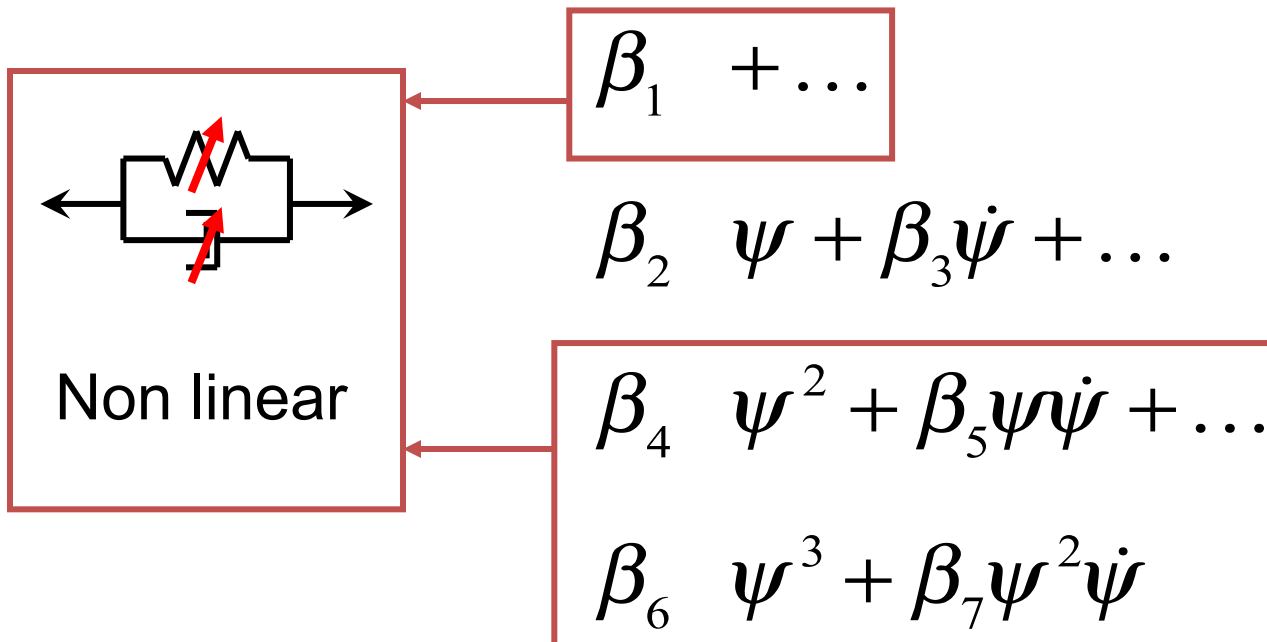 β₁ + …
β₂ ψ + β₃ψ̇ + …
Non linear
β₄ ψ² + β₅ψψ̇ + …
β₆ ψ³ + β₇ψ²ψ̇